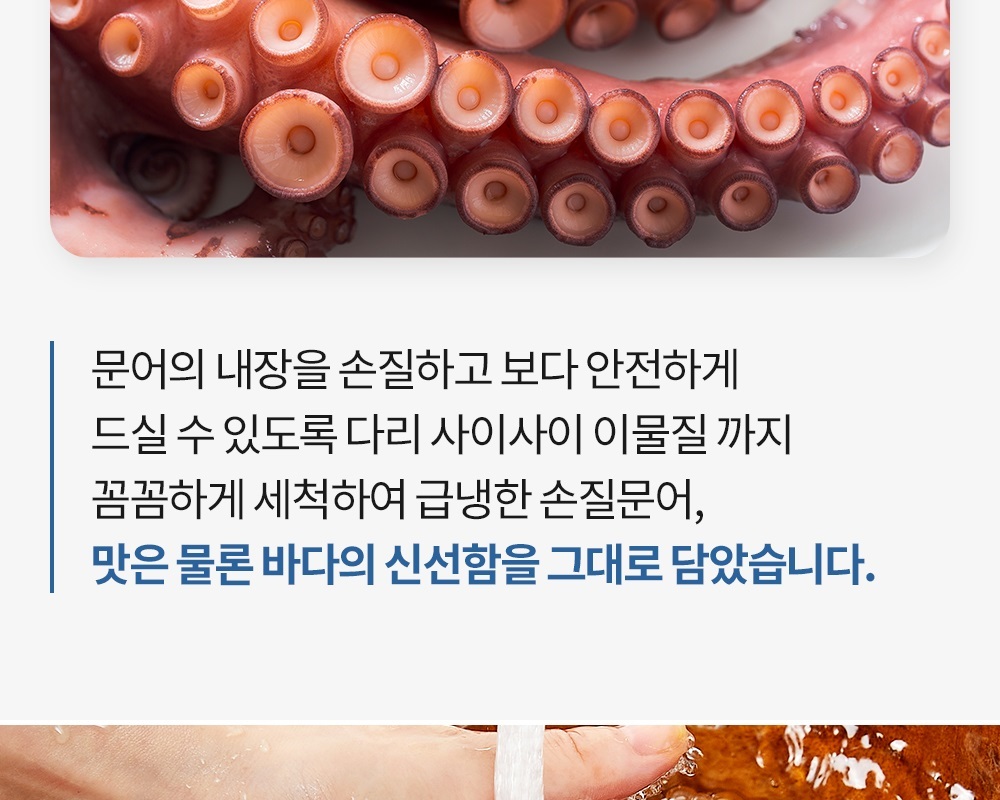 문어의 내장을 손질하고 보다 안전하게
드실 수 있도록 다리 사이사이 이물질 까지
꼼꼼하게 세척하여 급냉한 손질문어,
맛은 물론 바다의 신선함을 그대로 담았습니다.